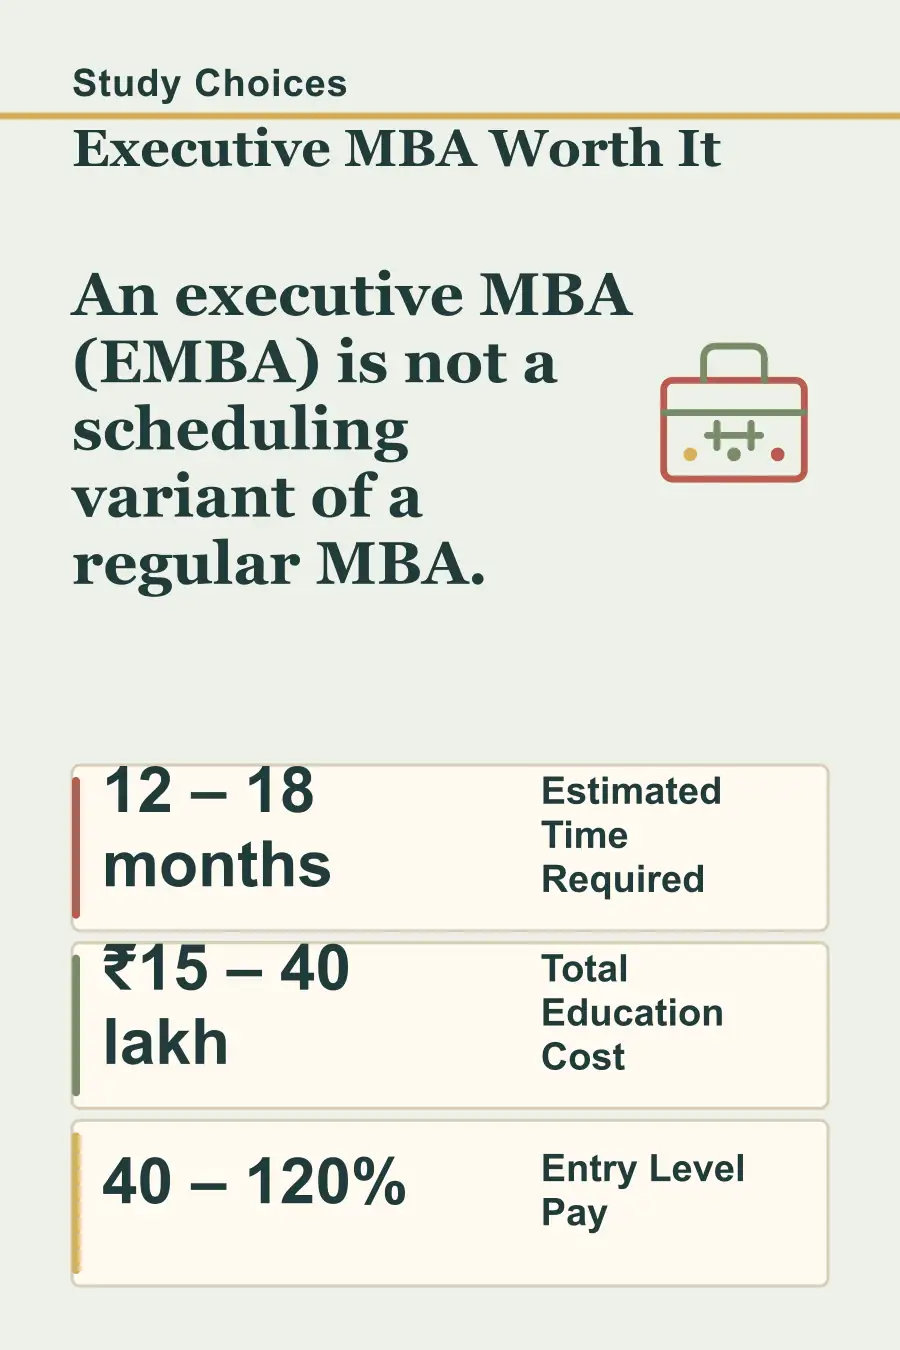 Study Choices
Executive MBA Worth It
An executive MBA
(EMBA) is not a
scheduling
variant of a
regular MBA.
12 – 18
months
Estimated
Time
Required
₹15 – 40
lakh
Total
Education
Cost
40 – 120%
Entry Level
Pay